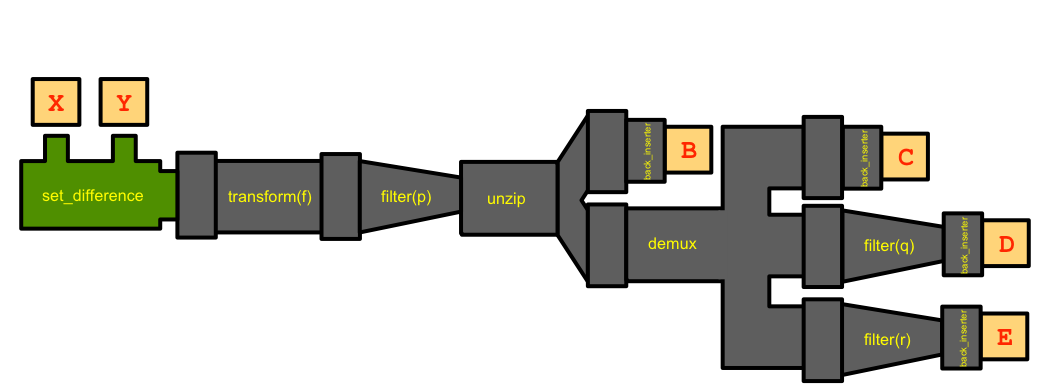 X Y
set_difference
transform(f)
filter(p)
unzip
back_inserter
B
demux
back_inserter
C
filter(q)
back_inserter
D
filter(r)
back_inserter
E